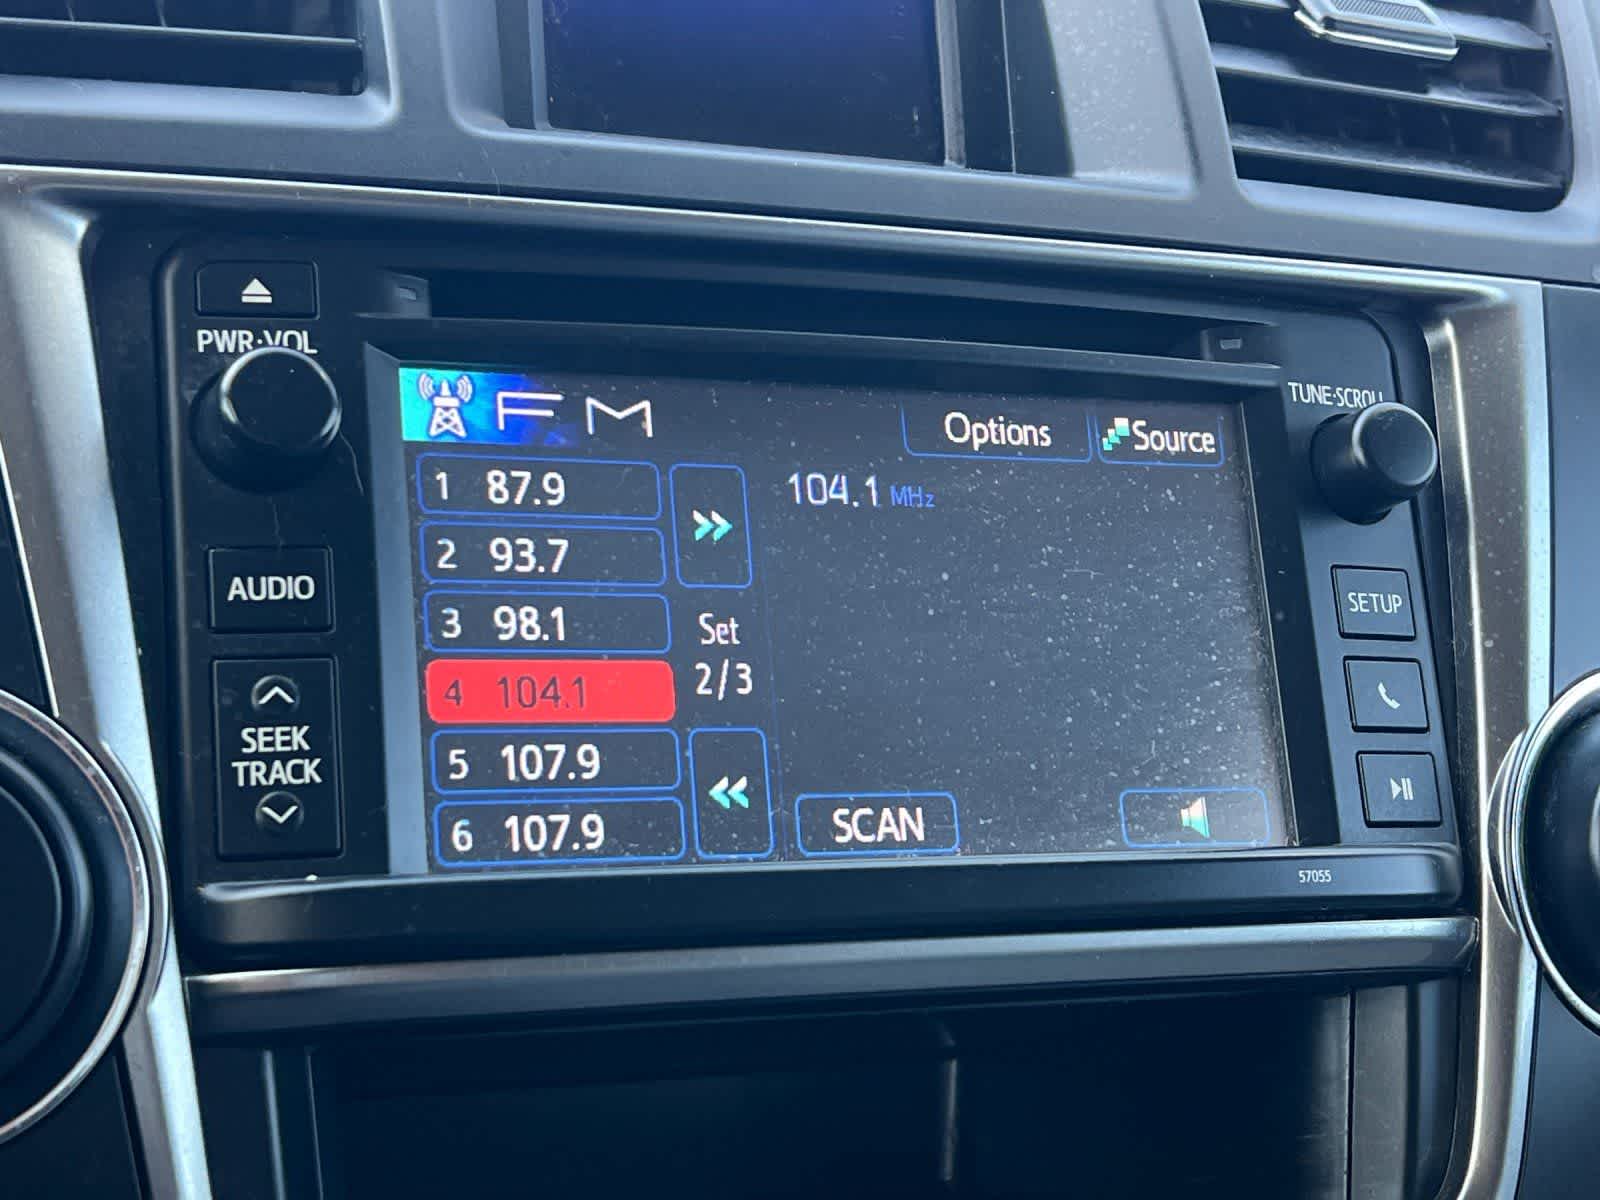 PWR·VOL
FM
Options
Source
TUNE·SCROLL
1 87.9
104.1 MHz
2 93.7
AUDIO
3 98.1
Set
2/3
SETUP
4 104.1
SEEK
TRACK
5 107.9
6 107.9
SCAN
57055